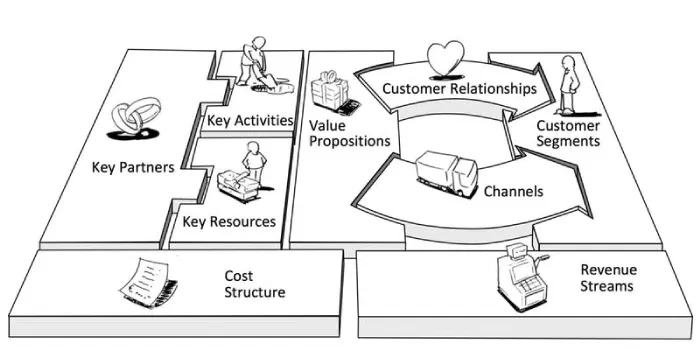 Key Partners
Key Activities
Key Resources
Value
Propositions
Customer Relationships
Channels
Customer
Segments
Cost
Structure
Revenue
Streams